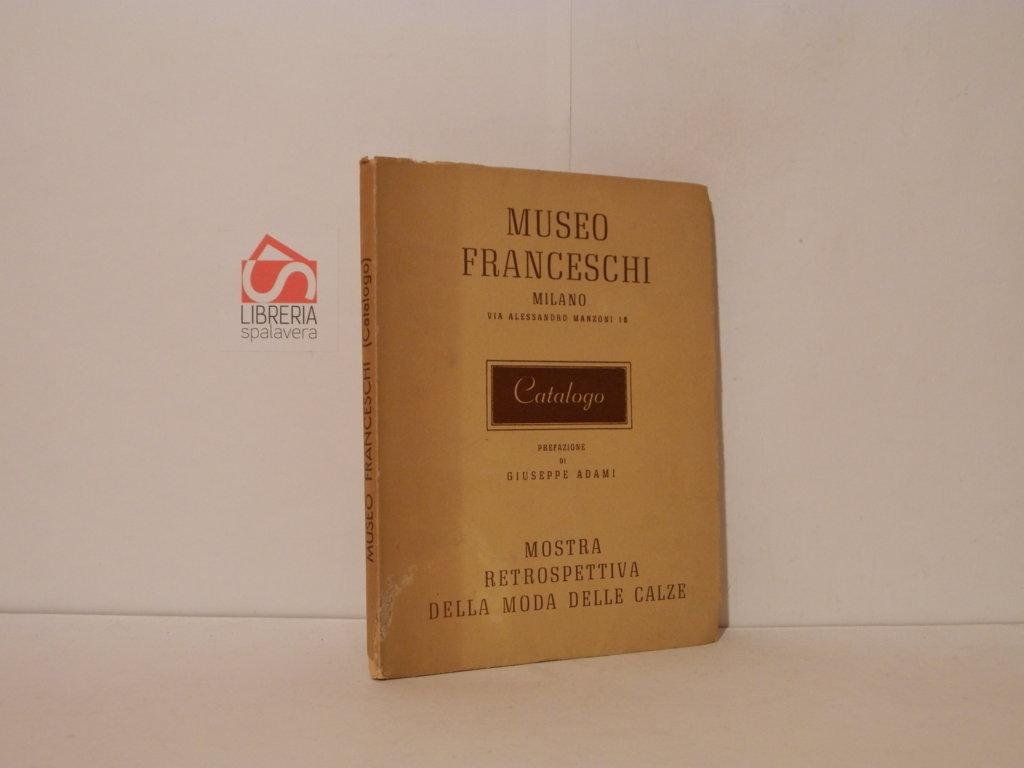 MUSEO
FRANCESCHI
MILANO
VIA ALESSANDRO MANZONI 16
Catalogo
PREFAZIONE
DI
GIUSEPPE ADAMI
MOSTRA
RETROSPETTIVA
DELLA MODA DELLE CALZE
MUSEO FRANCESCHI (Catalogo)
LIBRERIA
spalavera